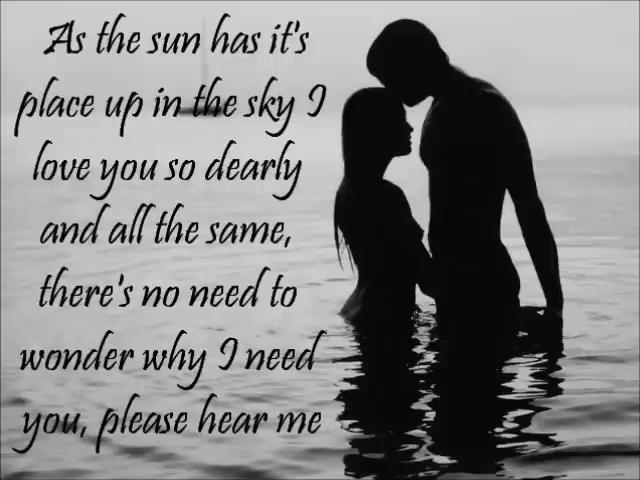 As the sun has it's
place up in the sky I
love you so dearly
and all the same,
there's no need to
wonder why I need
you, please hear me